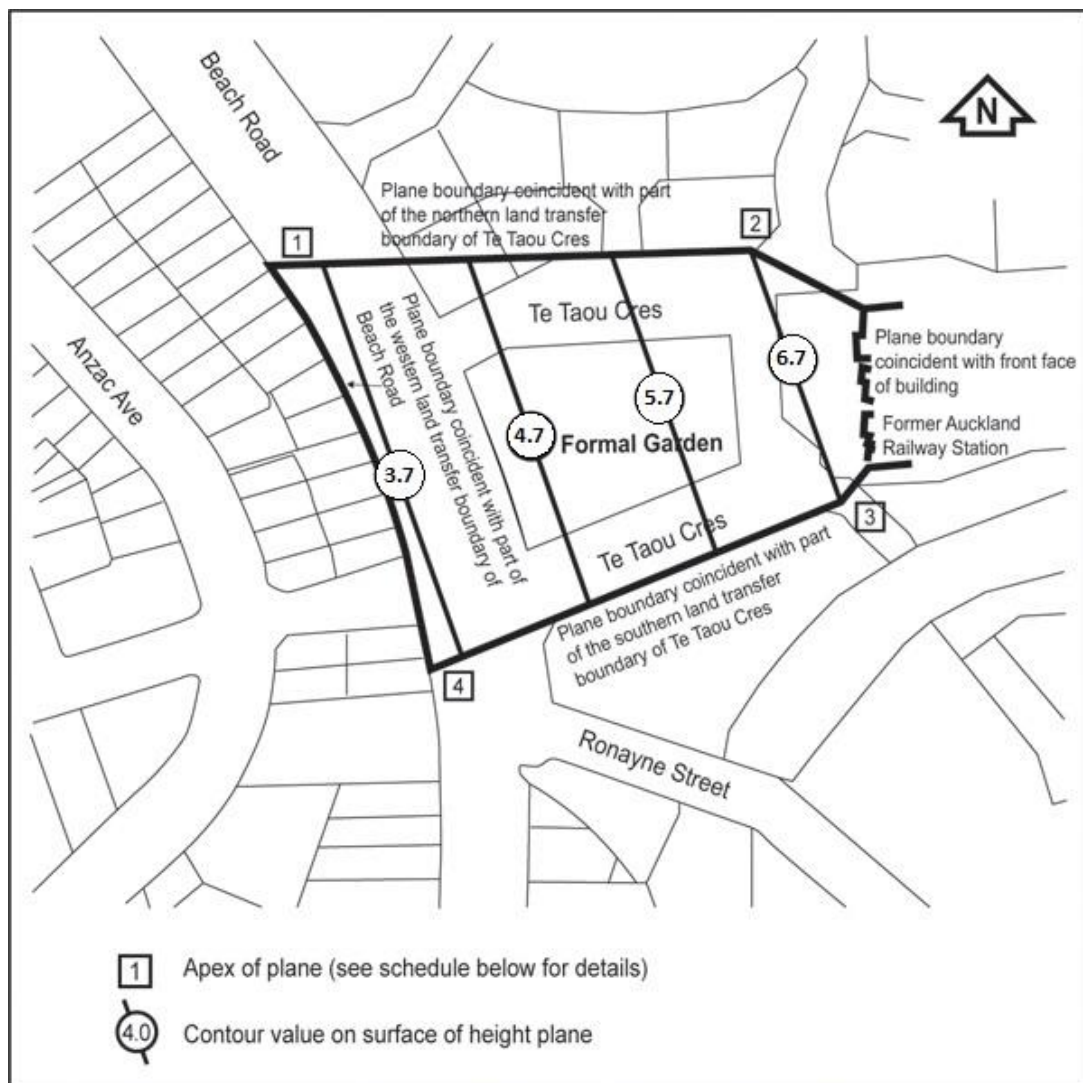 Beach Road
N
Plane boundary coincident with part
of the northern land transfer
boundary of Te Taou Cres
1
2
Te Taou Cres
Plane boundary coincident with part of
the western land transfer boundary of
Beach Road
Plane boundary
coincident with front face
of building
Anzac Ave
6.7
5.7
4.7
3.7
Formal Garden
Former Auckland
Railway Station
Te Taou Cres
3
Plane boundary coincident with part
of the southern land transfer
boundary of Te Taou Cres
4
Ronayne Street
1 Apex of plane (see schedule below for details)
4.0 Contour value on surface of height plane